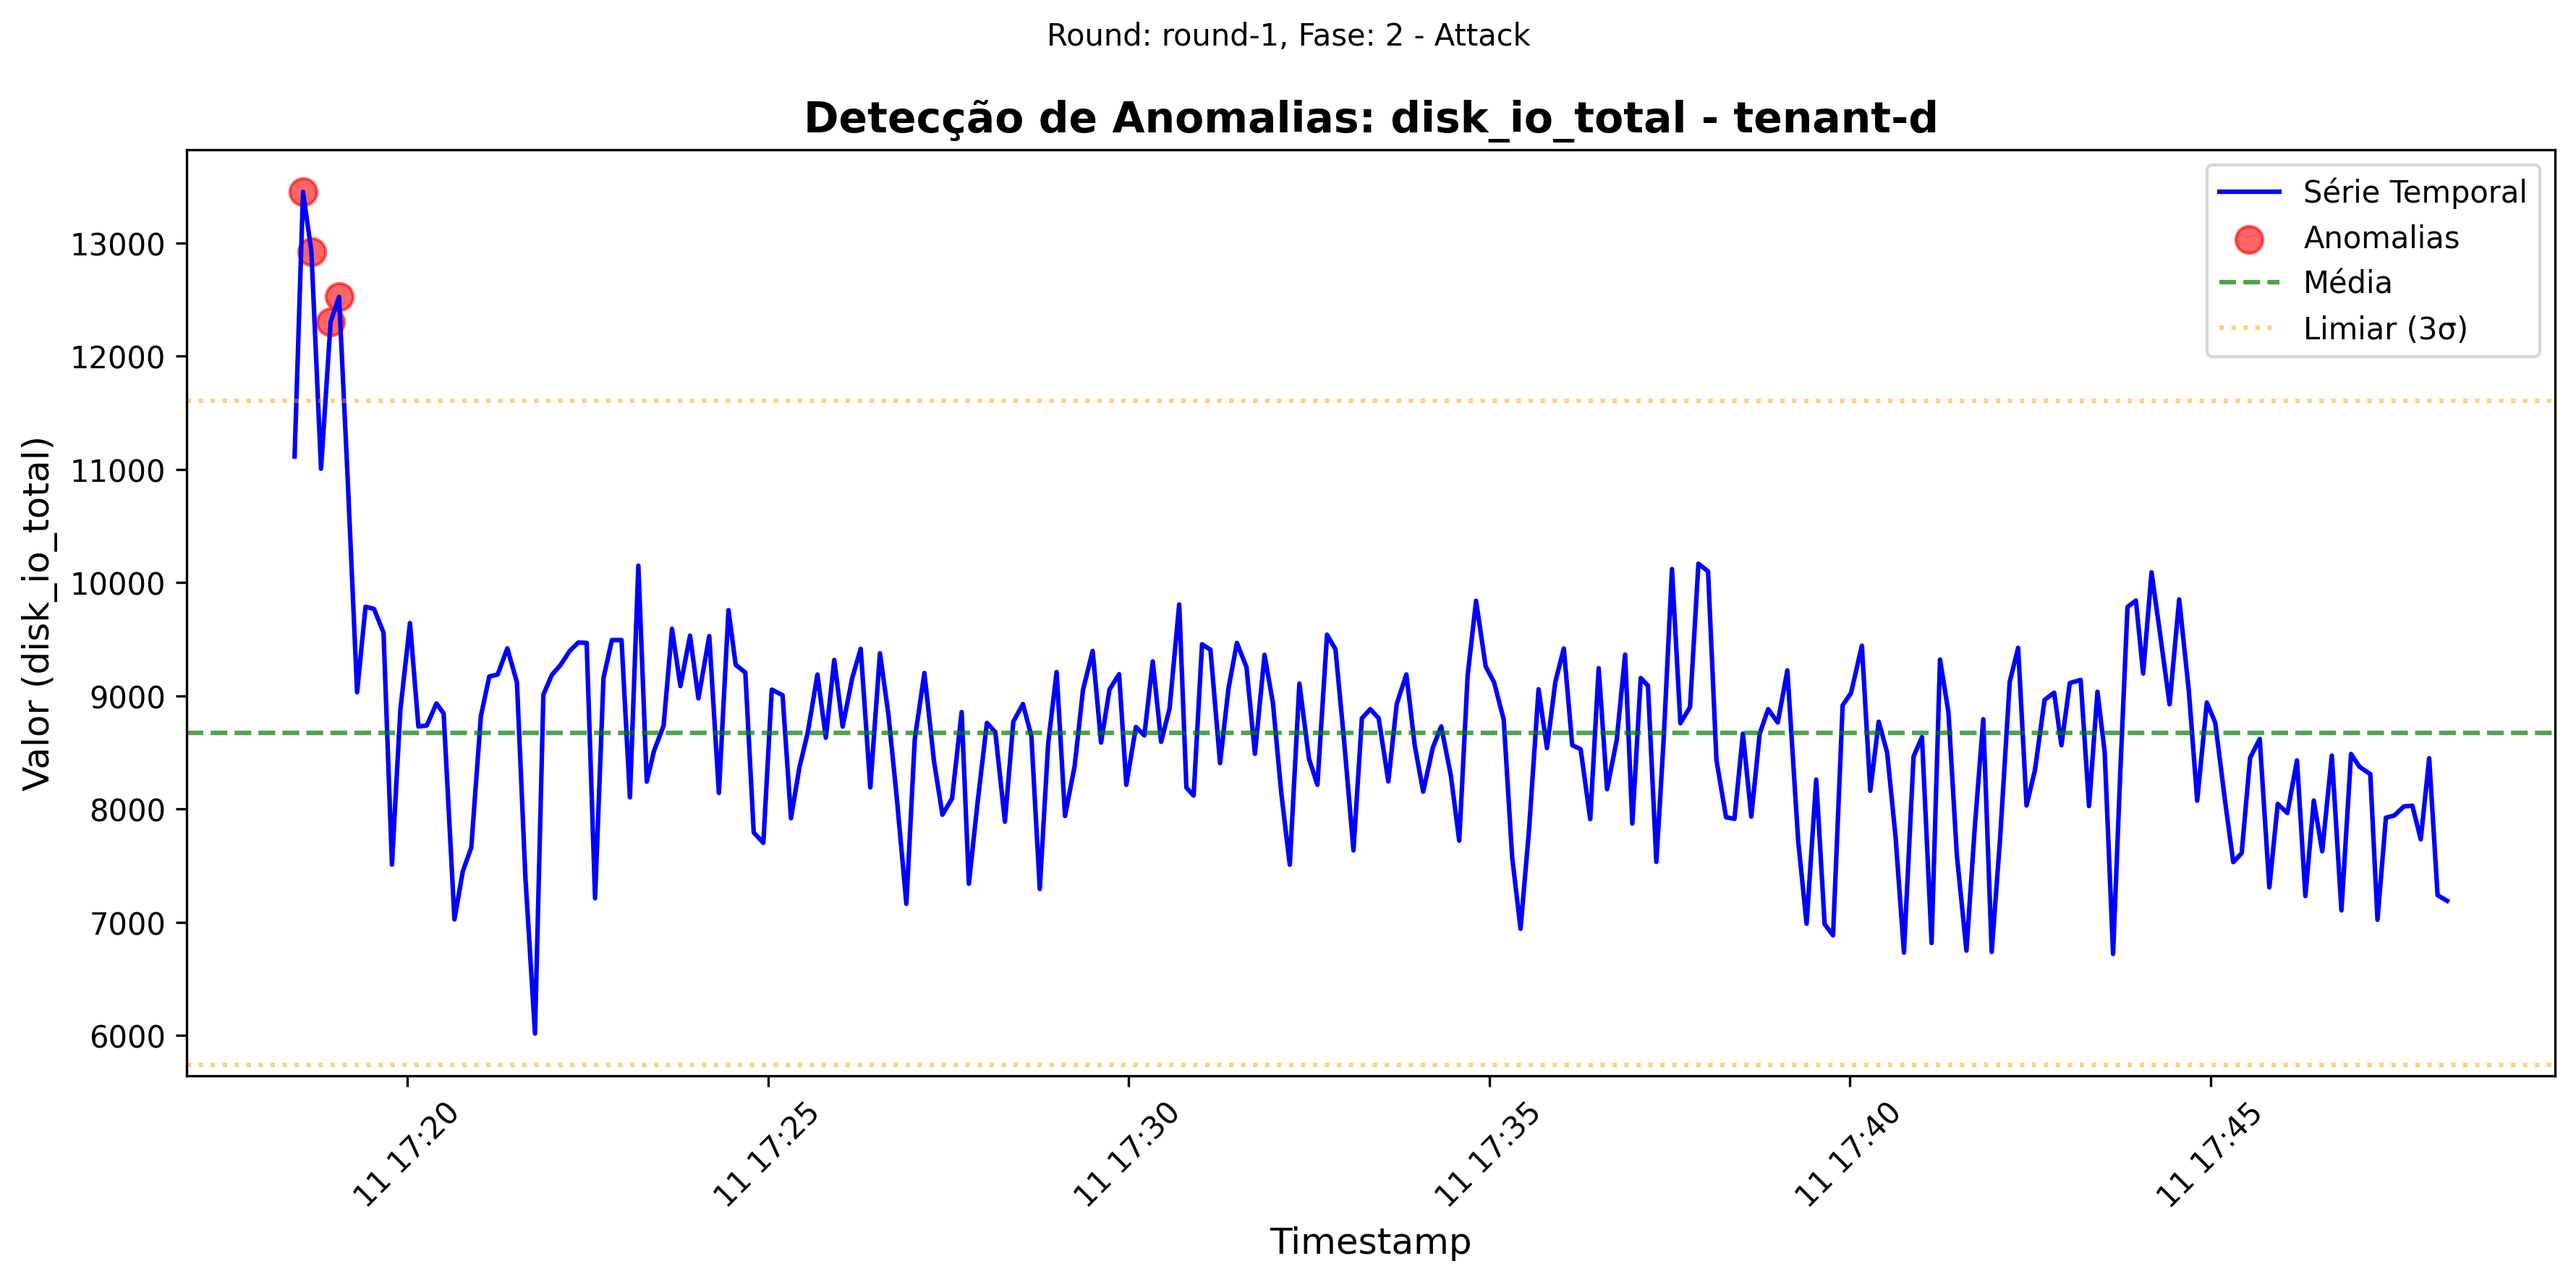 Round: round-1, Fase: 2 - Attack
Detecção de Anomalias: disk_io_total - tenant-d
Série Temporal
Anomalias
Média
Limiar (3σ)
Valor (disk_io_total)
13000
12000
11000
10000
9000
8000
7000
6000
11 17:20
11 17:25
11 17:30
11 17:35
11 17:40
11 17:45
Timestamp